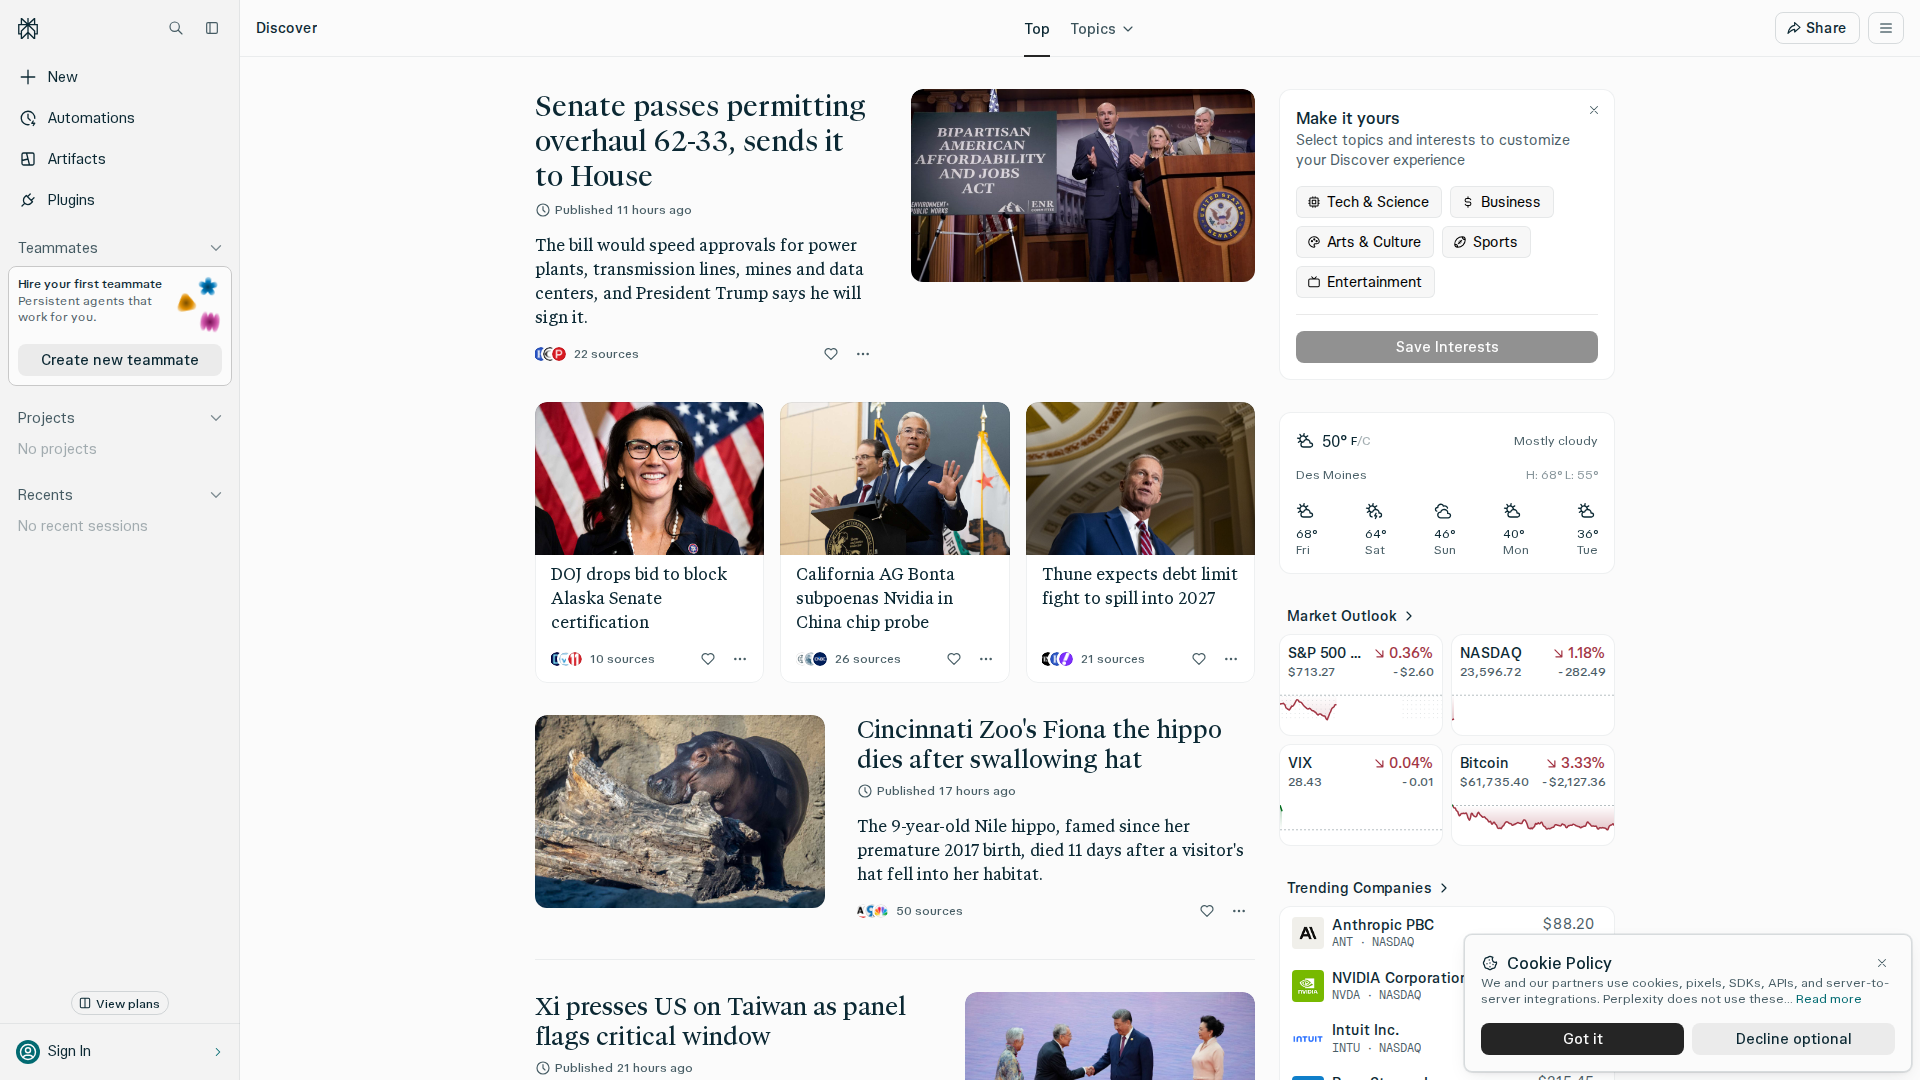 Discover
Top
Topics
Share
New
Automations
Artifacts
Plugins
Teammates
Hire your first teammate
Persistent agents that
work for you.
Create new teammate
Projects
No projects
Recents
No recent sessions
View plans
Sign In
Senate passes permitting
overhaul 62-33, sends it
to House
Published 11 hours ago
The bill would speed approvals for power
plants, transmission lines, mines and data
centers, and President Trump says he will
sign it.
22 sources
BIPARTISAN
AMERICAN
AFFORDABILITY
AND JOBS
ACT
ENVIRONMENT
PUBLIC WORKS
ENR
DOJ drops bid to block
Alaska Senate
certification
10 sources
California AG Bonta
subpoenas Nvidia in
China chip probe
26 sources
Thune expects debt limit
fight to spill into 2027
21 sources
Cincinnati Zoo's Fiona the hippo
dies after swallowing hat
Published 17 hours ago
The 9-year-old Nile hippo, famed since her
premature 2017 birth, died 11 days after a visitor's
hat fell into her habitat.
50 sources
Xi presses US on Taiwan as panel
flags critical window
Published 21 hours ago
Make it yours
Select topics and interests to customize
your Discover experience
Tech & Science
Business
Arts & Culture
Sports
Entertainment
Save Interests
50° F/C
Mostly cloudy
Des Moines
H: 68° L: 55°
68° 64° 46° 40° 36°
Fri Sat Sun Mon Tue
Market Outlook
S&P 500 ... 0.36%
$713.27 -$2.60
NASDAQ 1.18%
23,596.72 -282.49
VIX 0.04%
28.43 -0.01
Bitcoin 3.33%
$61,735.40 -$2,127.36
Trending Companies
Anthropic PBC $88.20
ANT · NASDAQ
NVIDIA Corporation
NVDA · NASDAQ
INTUIT
Intuit Inc.
INTU · NASDAQ
Cookie Policy
We and our partners use cookies, pixels, SDKs, APIs, and server-to-
server integrations. Perplexity does not use these... Read more
Got it
Decline optional